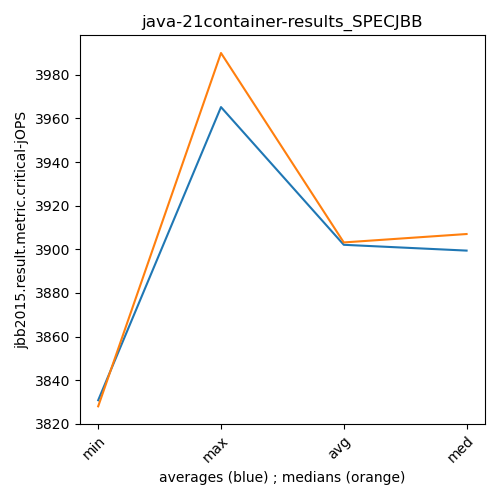 java-21container-results_SPECJBB
jbb2015.result.metric.critical-jOPS
3980
3960
3940
3920
3900
3880
3860
3840
3820
min
max
avg
med
averages (blue) ; medians (orange)